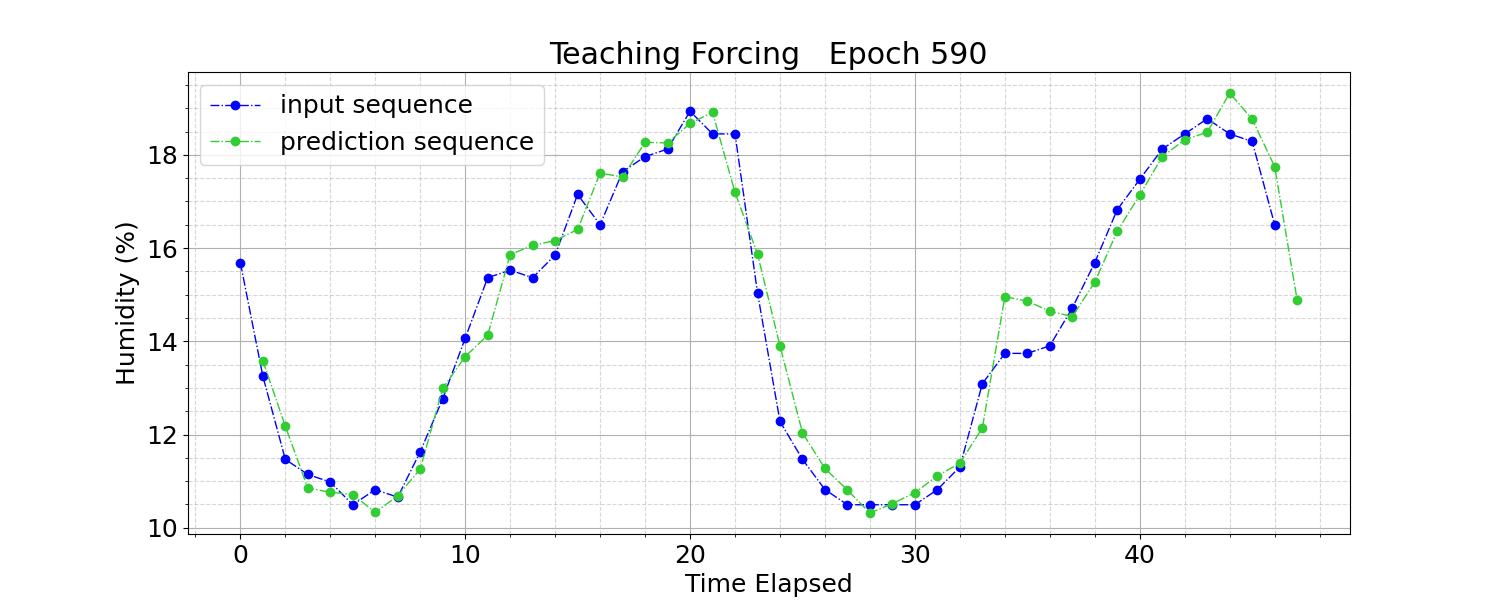 Teaching Forcing   Epoch 590
input sequence
prediction sequence
Humidity (%)
18
16
14
12
10
0 10 20 30 40
Time Elapsed